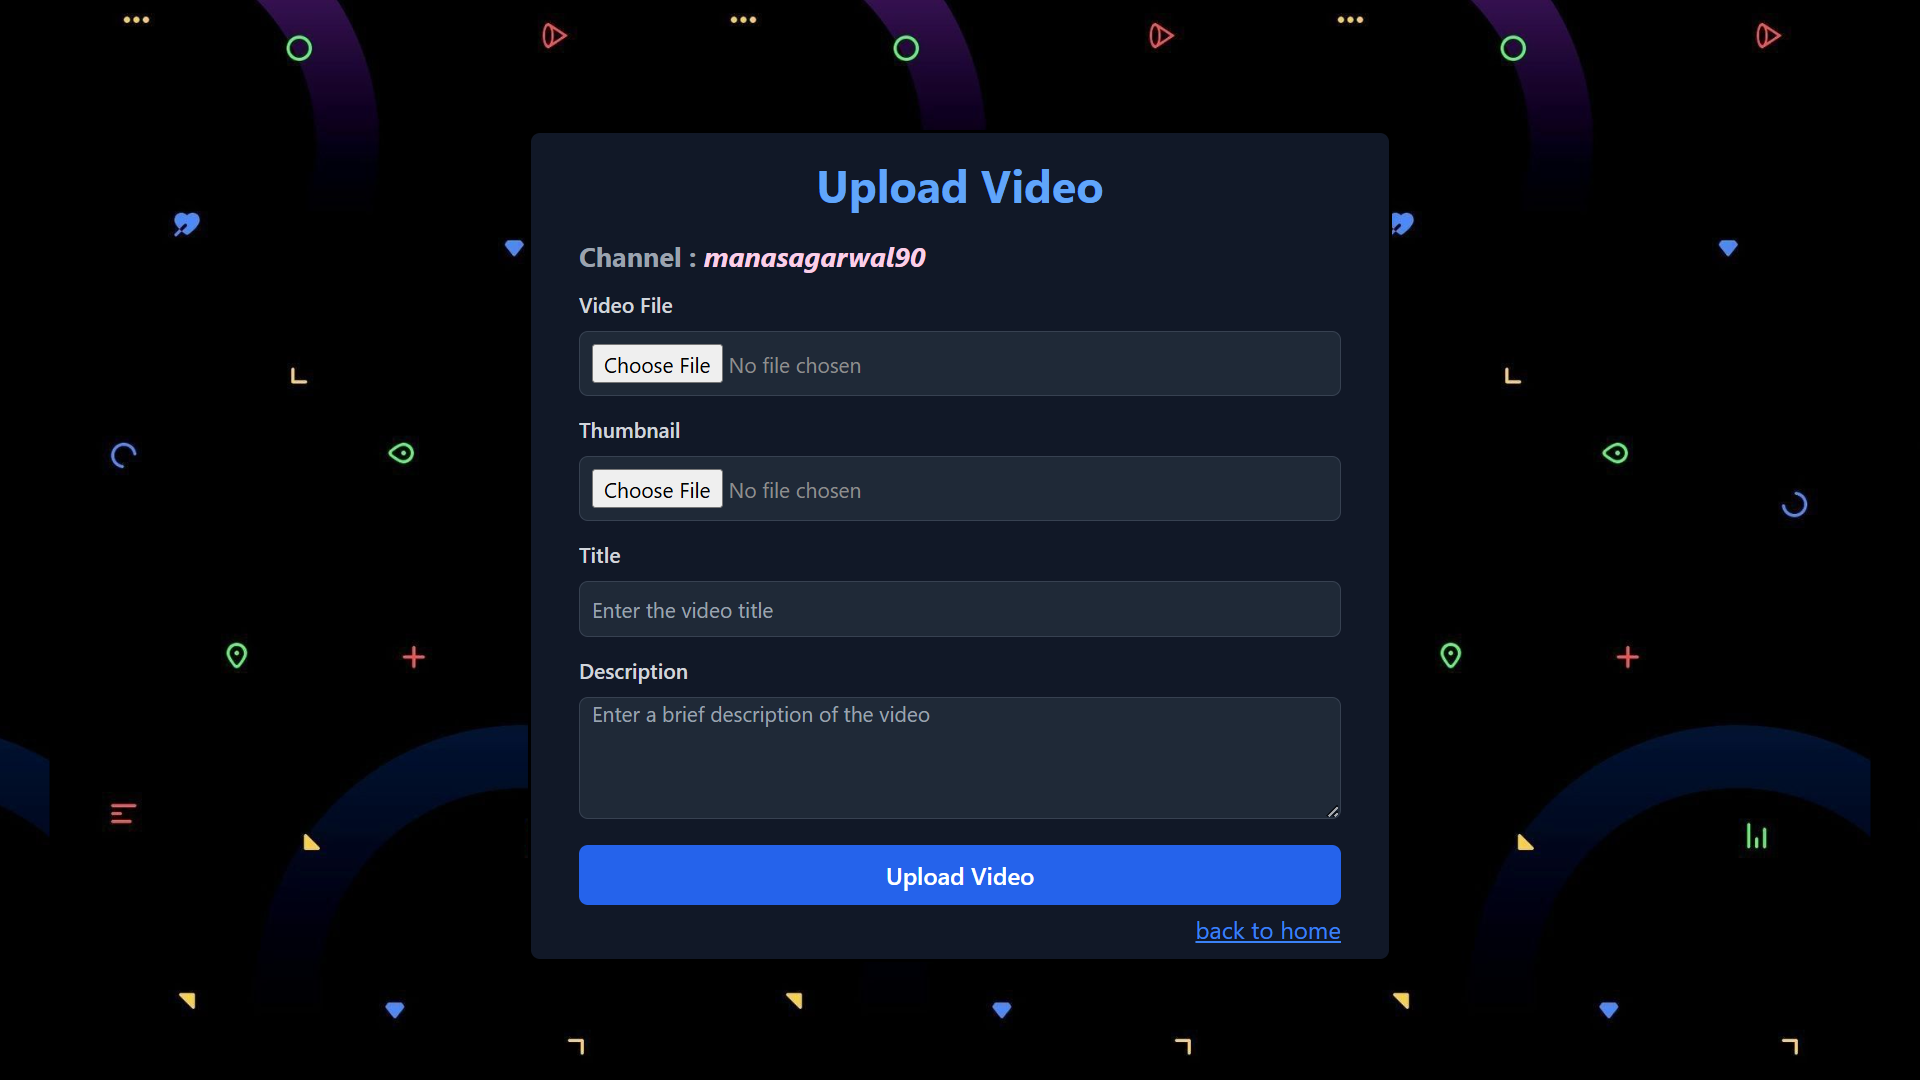 Upload Video
Channel : manasagarwal90
Video File
Choose File No file chosen
Thumbnail
Choose File No file chosen
Title
Enter the video title
Description
Enter a brief description of the video
Upload Video
back to home